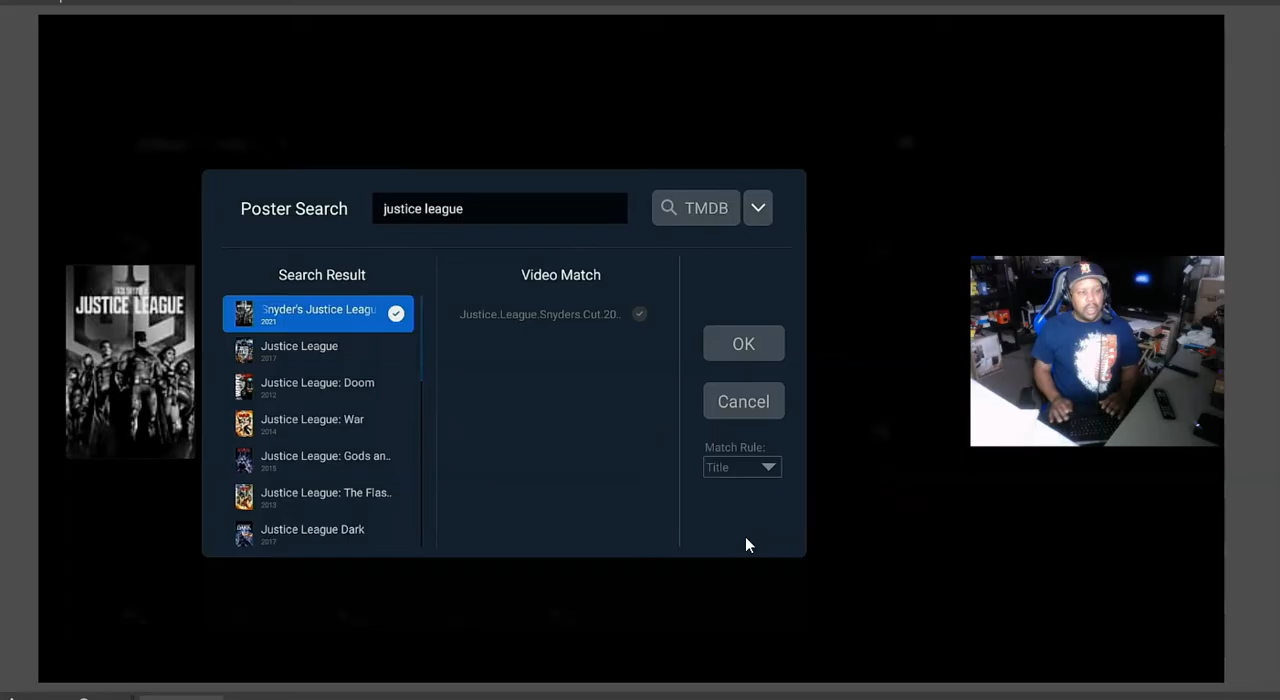 Poster Search
justice league
TMDB
Search Result
Video Match
JUSTICE LEAGUE
Snyder's Justice Leagu
2021
Justice.League.Snyders.Cut.20..
Justice League
2017
OK
Justice League: Doom
2012
Cancel
Justice League: War
2014
Match Rule:
Title
Justice League: Gods an..
2015
Justice League: The Flas..
2013
Justice League Dark
2017